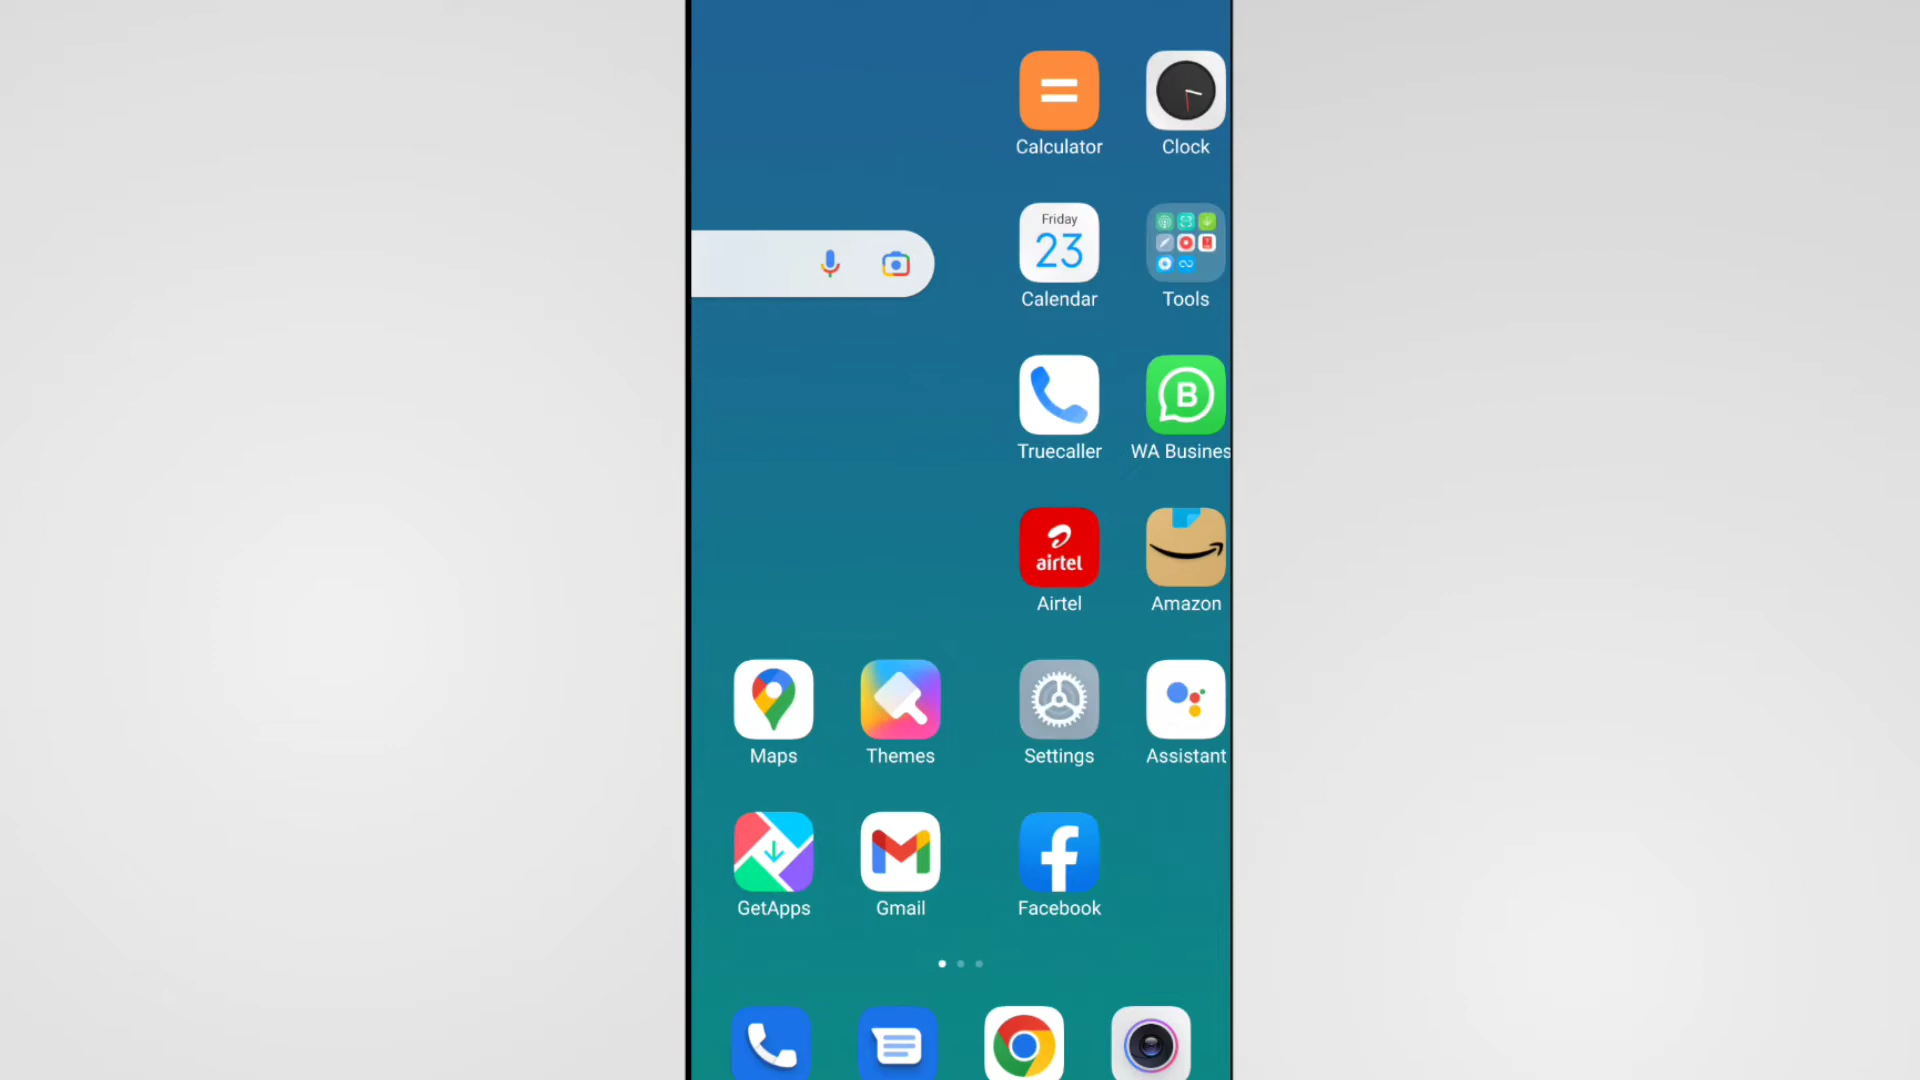 Calculator Clock
Friday
23
Calendar Tools
B
Truecaller WA Busines
airtel
Airtel Amazon
Maps Themes Settings Assistant
GetApps Gmail Facebook